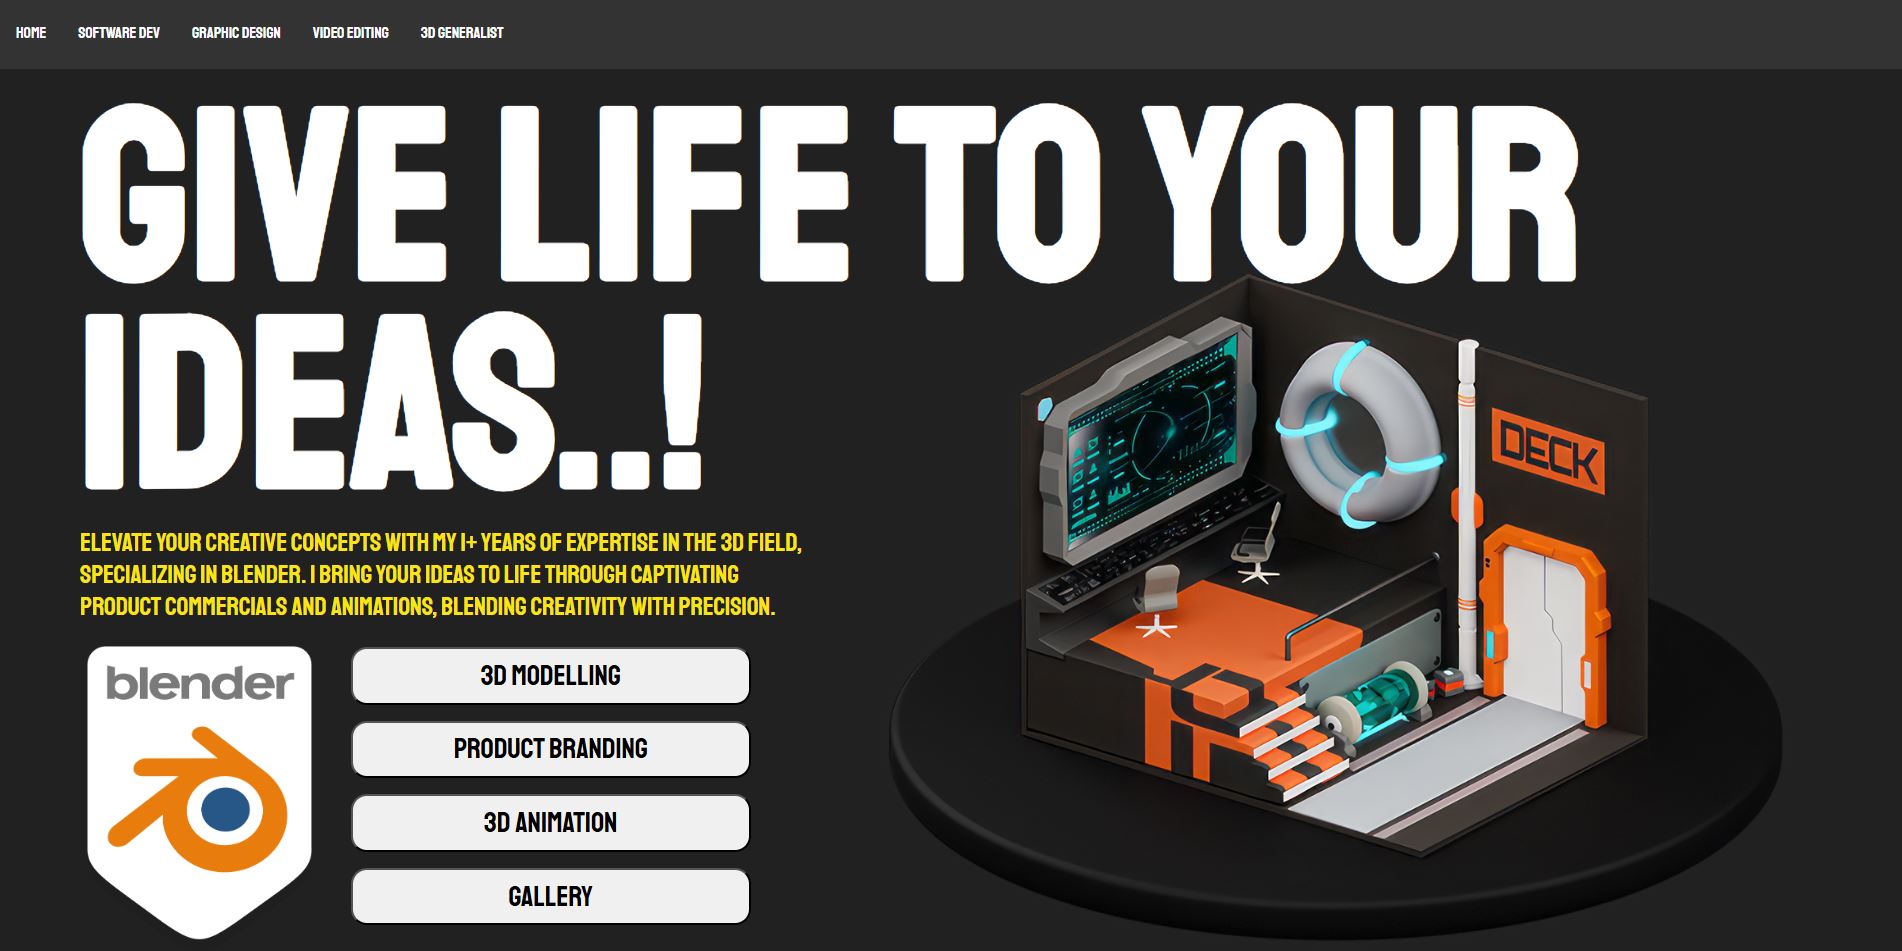 HOME
SOFTWARE DEV
GRAPHIC DESIGN
VIDEO EDITING
3D GENERALIST
GIVE LIFE TO YOUR
IDEAS..!
ELEVATE YOUR CREATIVE CONCEPTS WITH MY 1+ YEARS OF EXPERTISE IN THE 3D FIELD,
SPECIALIZING IN BLENDER. I BRING YOUR IDEAS TO LIFE THROUGH CAPTIVATING
PRODUCT COMMERCIALS AND ANIMATIONS, BLENDING CREATIVITY WITH PRECISION.
blender
3D MODELLING
PRODUCT BRANDING
3D ANIMATION
GALLERY
DECK